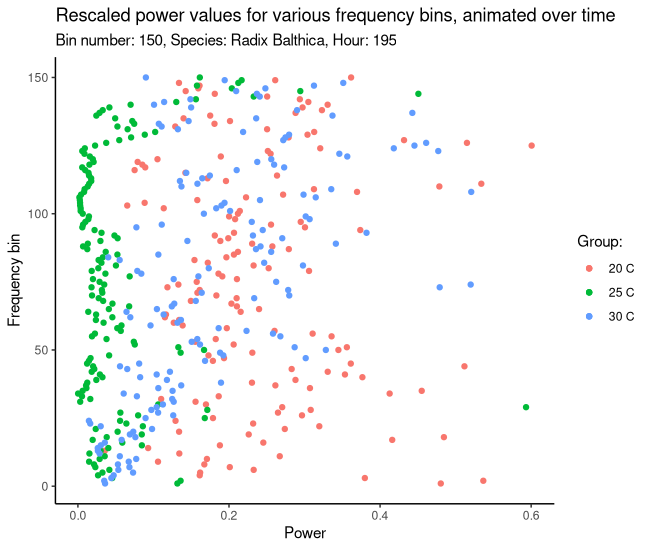 Rescaled power values for various frequency bins, animated over time
Bin number: 150, Species: Radix Balthica, Hour: 195
150
100
50
0
Frequency bin
0.0 0.2 0.4 0.6
Power
Group:
20 C
25 C
30 C